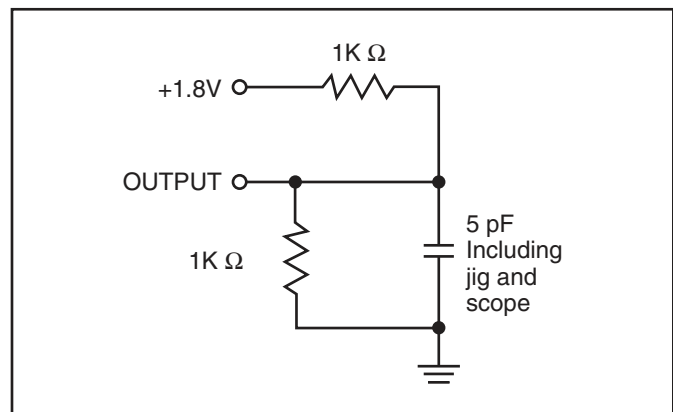 1K Ω
+1.8V
OUTPUT
1K Ω
5 pF
Including
jig and
scope